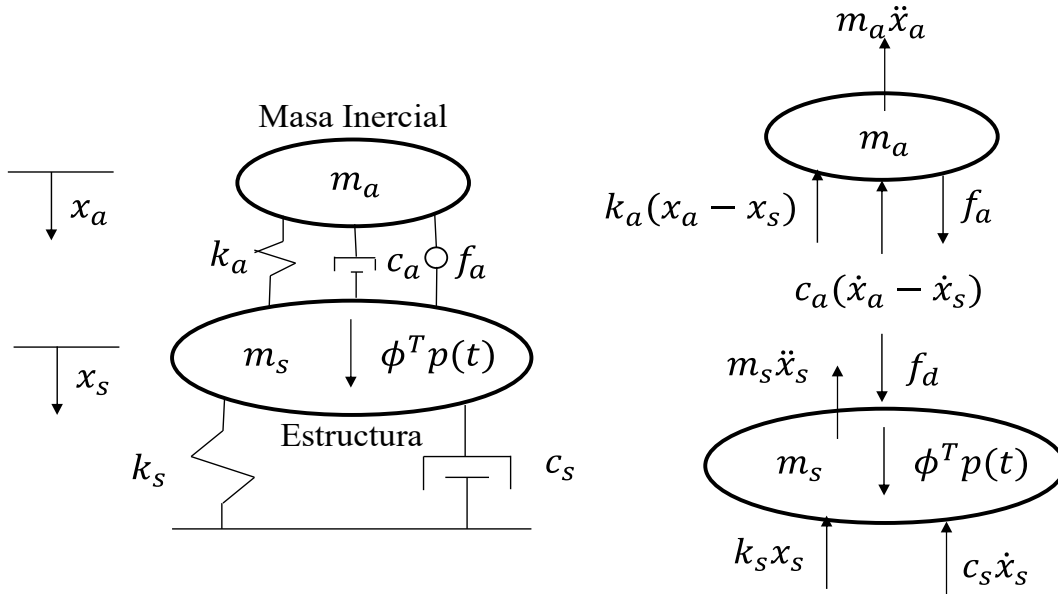 Masa Inercial
m_a
x_a
k_a
c_a
f_a
x_s
m_s
ϕ^T p(t)
Estructura
k_s
c_s
m_a ẍ_a
m_a
k_a(x_a − x_s)
f_a
c_a(ẋ_a − ẋ_s)
m_s ẍ_s
f_d
m_s
ϕ^T p(t)
k_s x_s
c_s ẋ_s